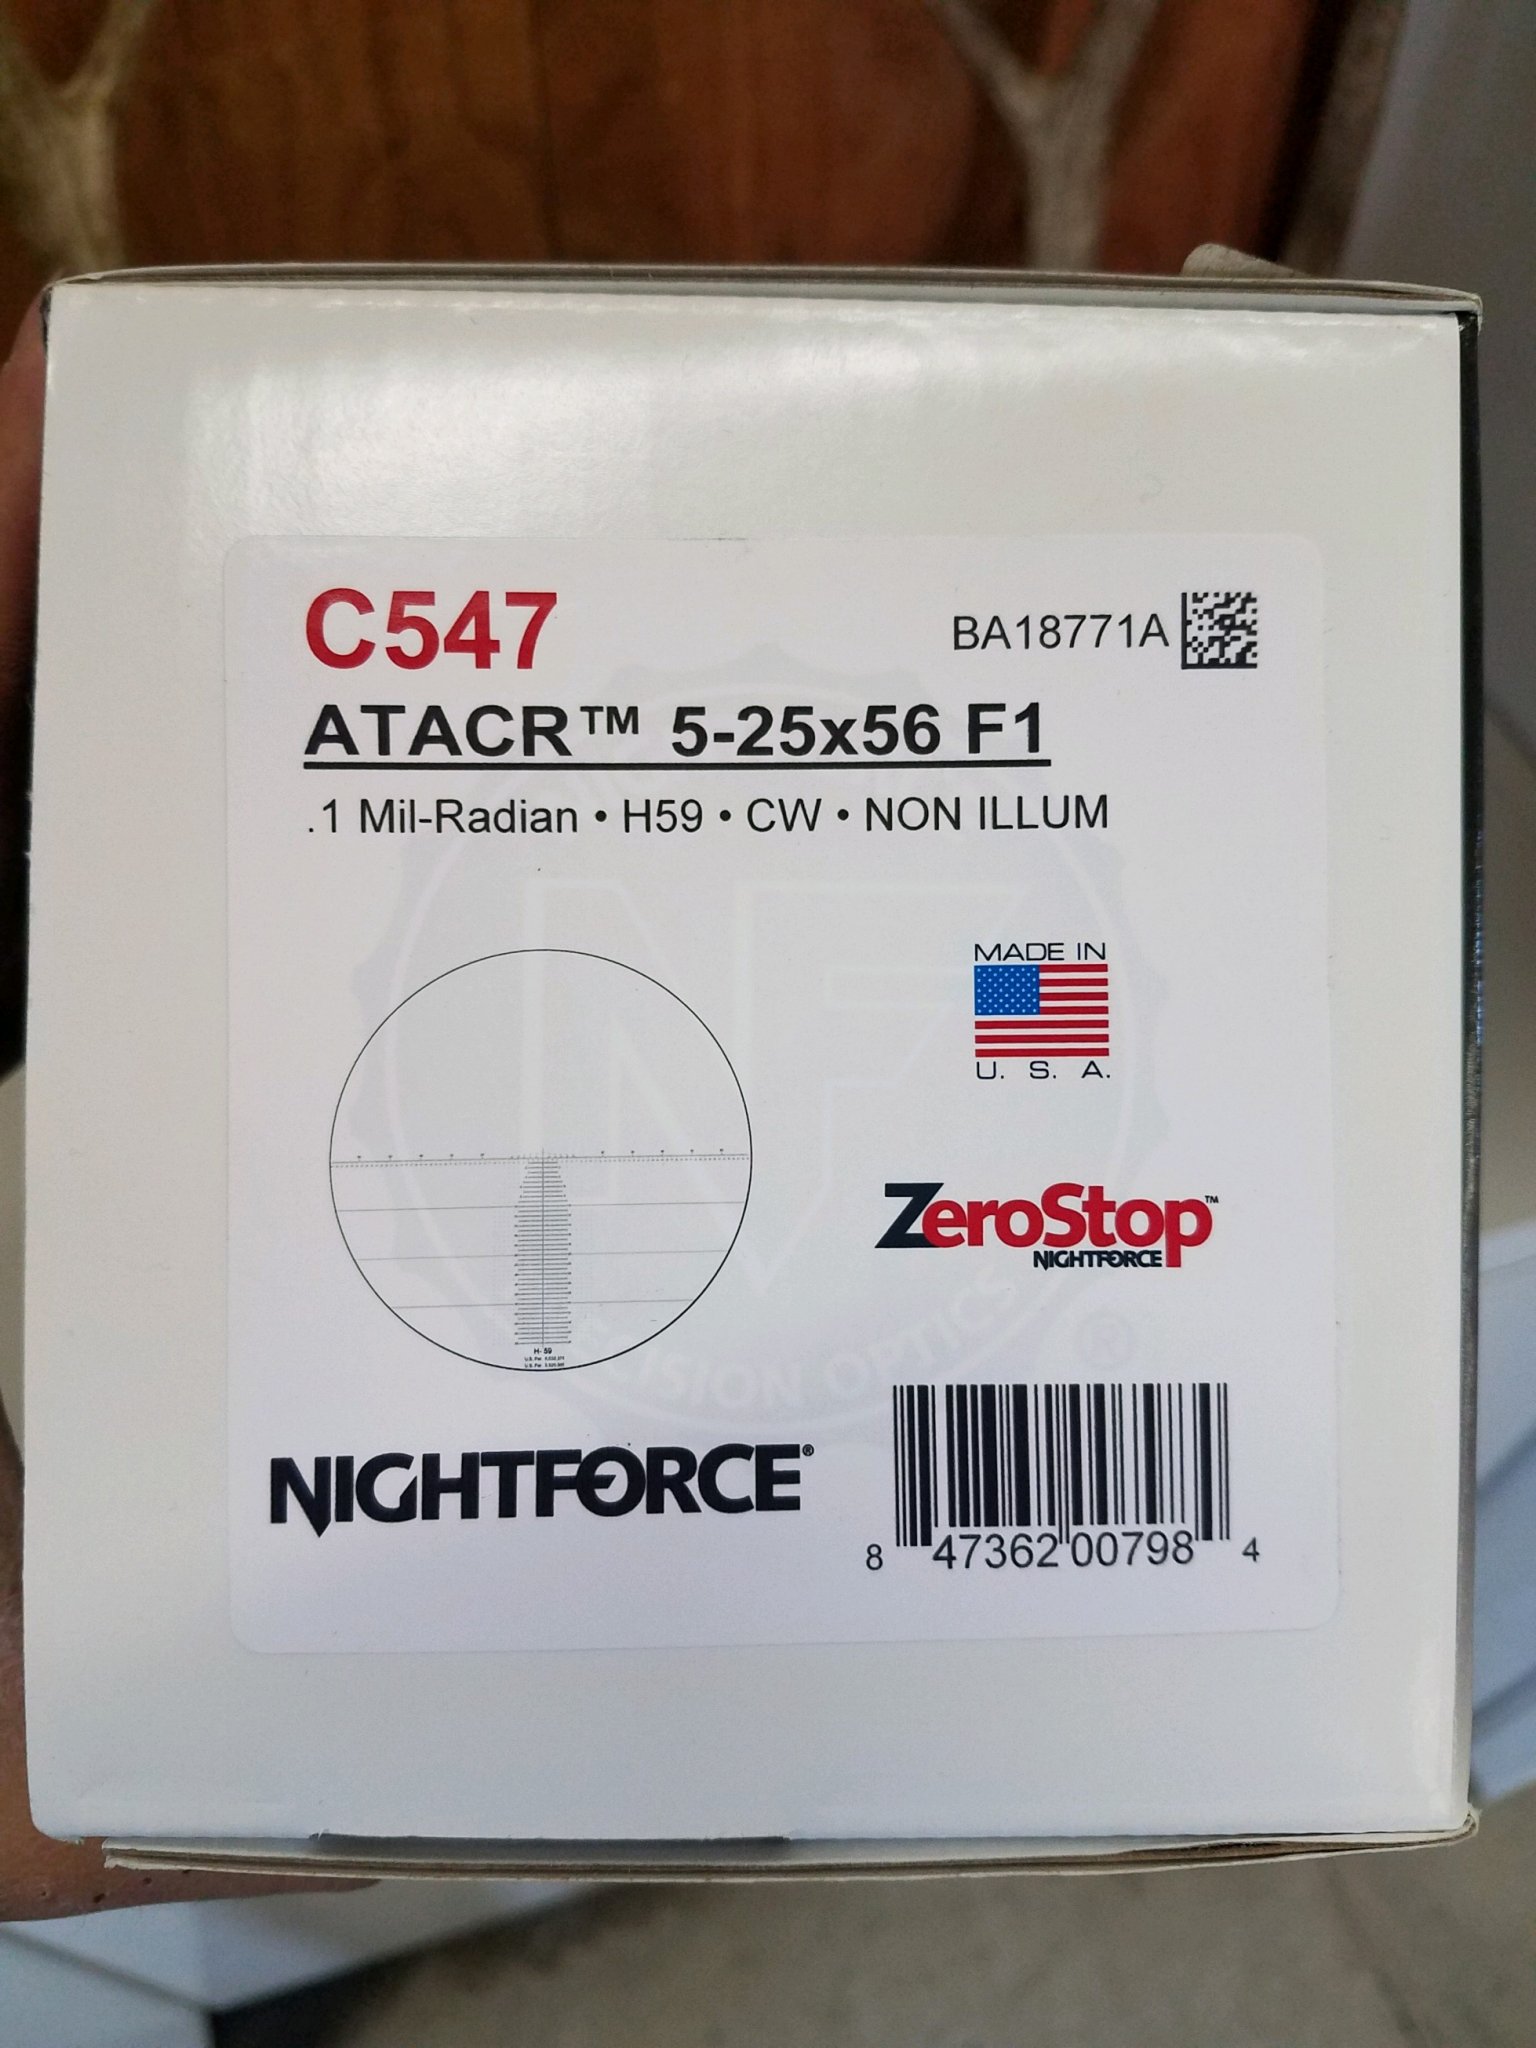 C547
BA18771A
ATACR™ 5-25x56 F1
.1 Mil-Radian • H59 • CW • NON ILLUM
MADE IN
U. S. A.
ZeroStop™
NIGHTFORCE
H-59
NIGHTFORCE®
8 47362 00798 4